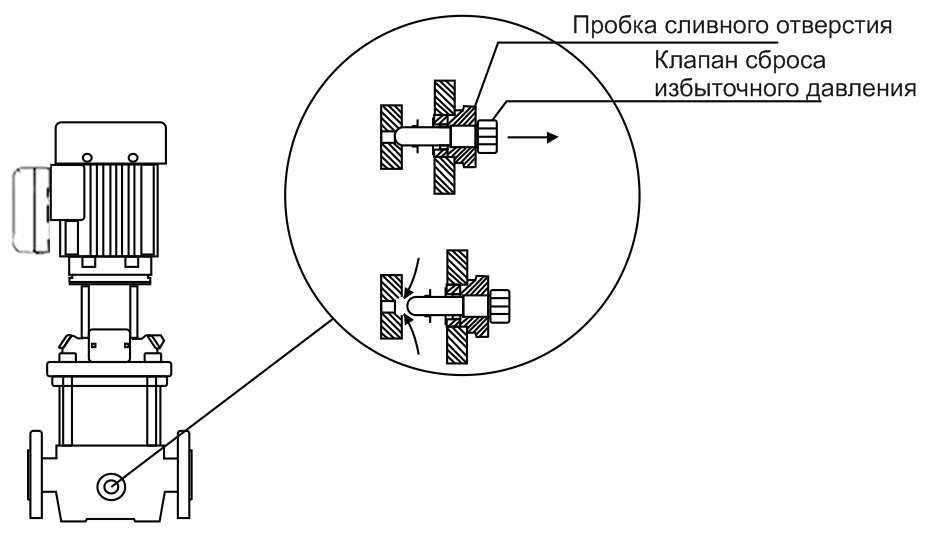 Пробка сливного отверстия
Клапан сброса
избыточного давления